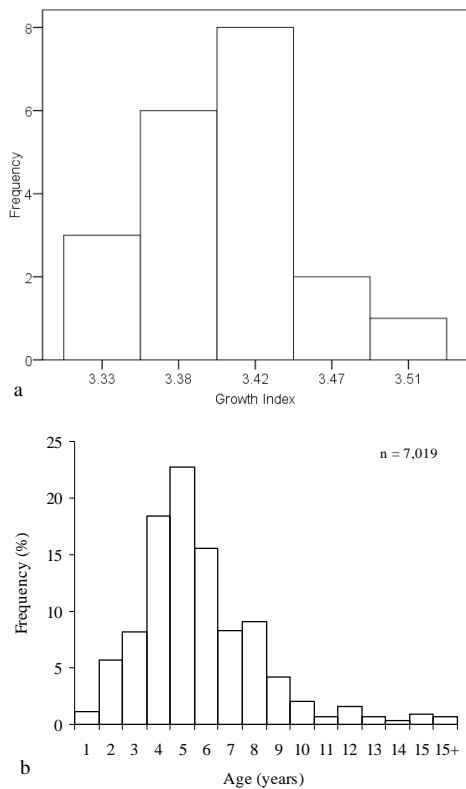 8
6
4
2
0
Frequency
3.33 3.38 3.42 3.47 3.51
Growth Index
a
25
20
15
10
5
0
Frequency (%)
n = 7,019
1 2 3 4 5 6 7 8 9 10 11 12 13 14 15 15+
Age (years)
b